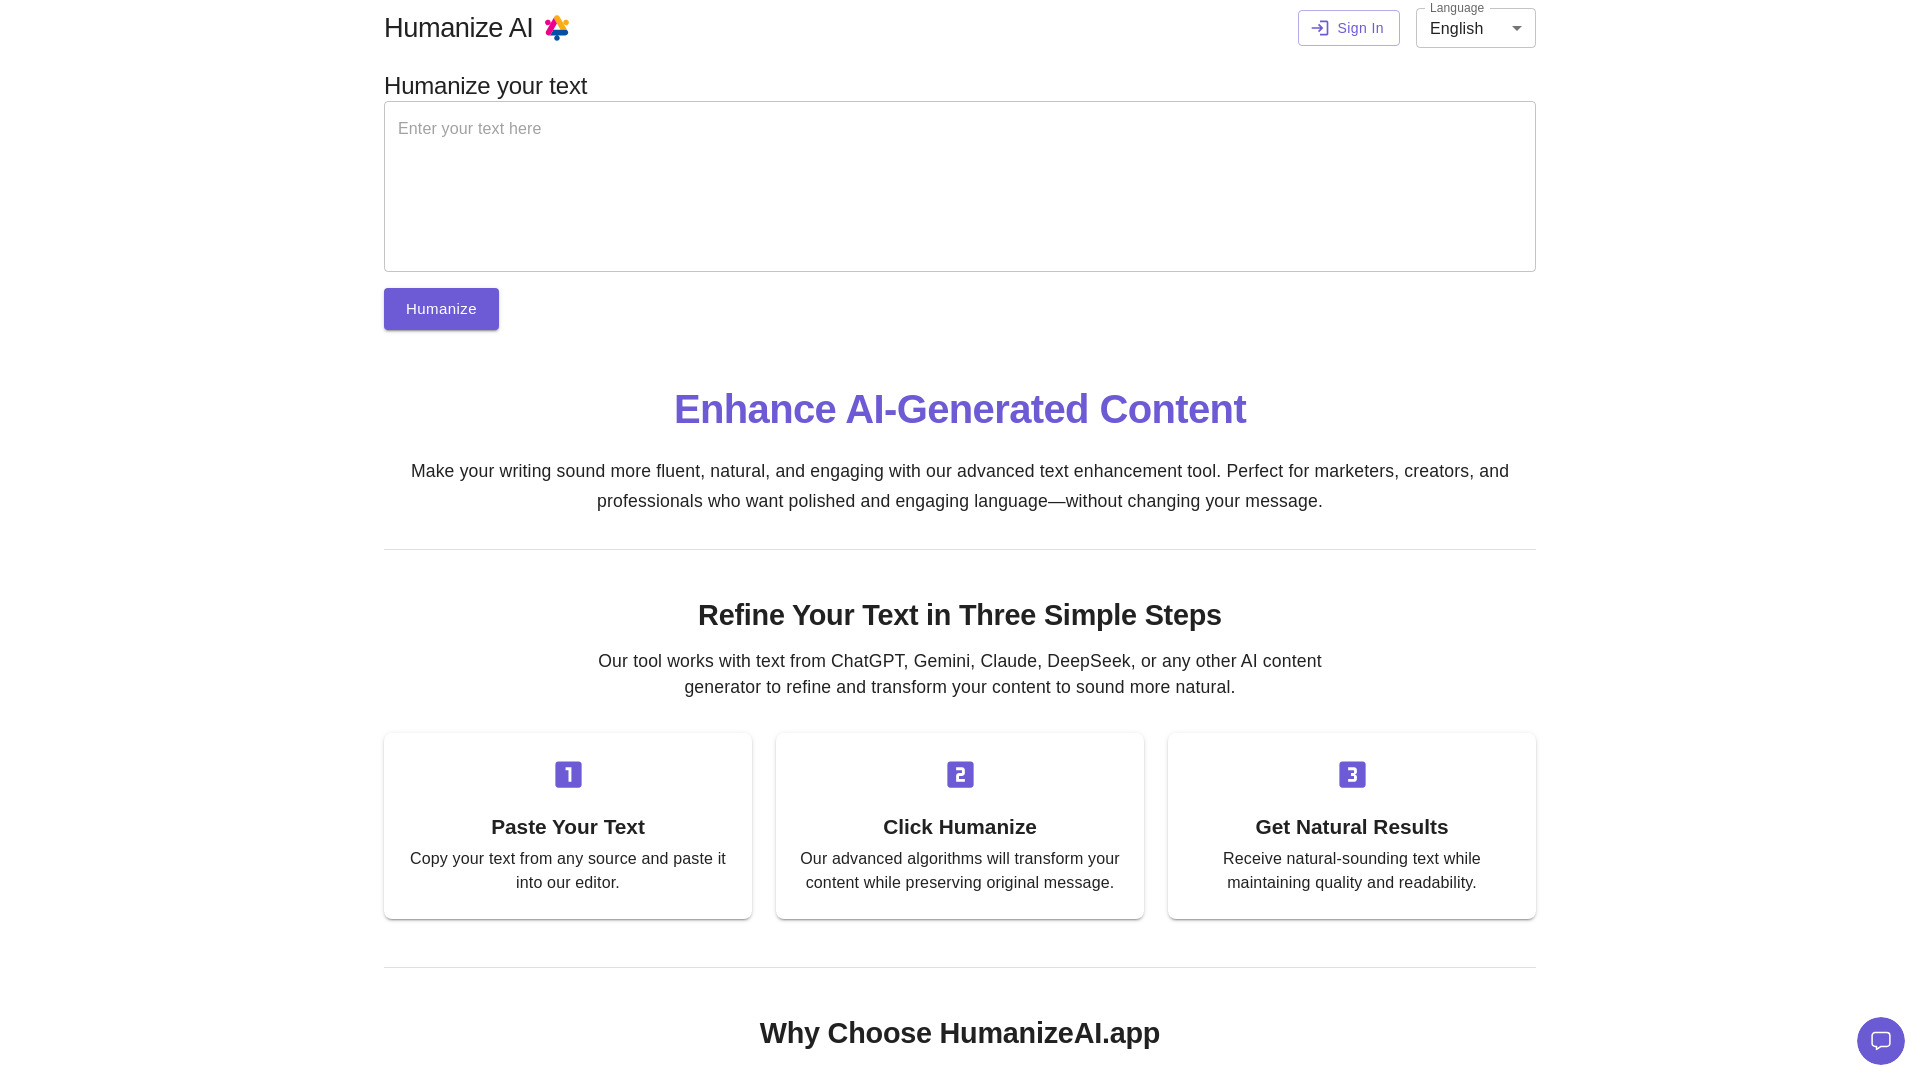 Humanize AI
Sign In
Language
English
Humanize your text
Enter your text here
Humanize
Enhance AI-Generated Content
Make your writing sound more fluent, natural, and engaging with our advanced text enhancement tool. Perfect for marketers, creators, and
professionals who want polished and engaging language—without changing your message.
Refine Your Text in Three Simple Steps
Our tool works with text from ChatGPT, Gemini, Claude, DeepSeek, or any other AI content
generator to refine and transform your content to sound more natural.
1
Paste Your Text
Copy your text from any source and paste it
into our editor.
2
Click Humanize
Our advanced algorithms will transform your
content while preserving original message.
3
Get Natural Results
Receive natural-sounding text while
maintaining quality and readability.
Why Choose HumanizeAI.app